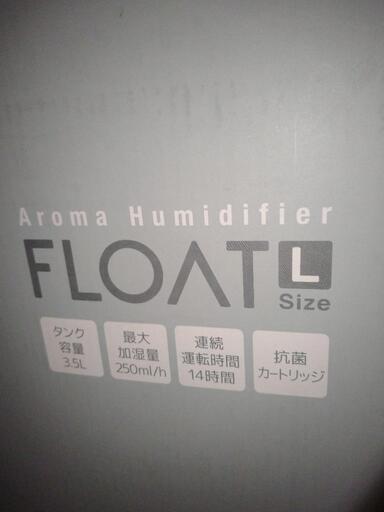 Aroma Humidifier
FLOAT L
Size
タンク
容量
3.5L
最大
加湿量
250ml/h
連続
運転時間
14時間
抗菌
カートリッジ